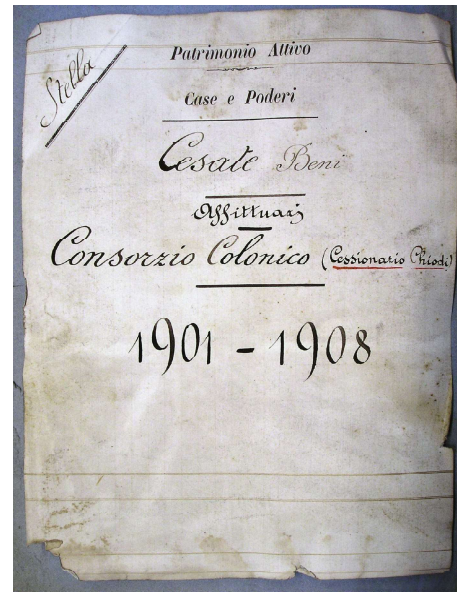 Stella
Patrimonio Attivo
Case e Poderi
Cesate Beni
Affittuarj
Consorzio Colonico (Cessionario Chiodi)
1901 - 1908